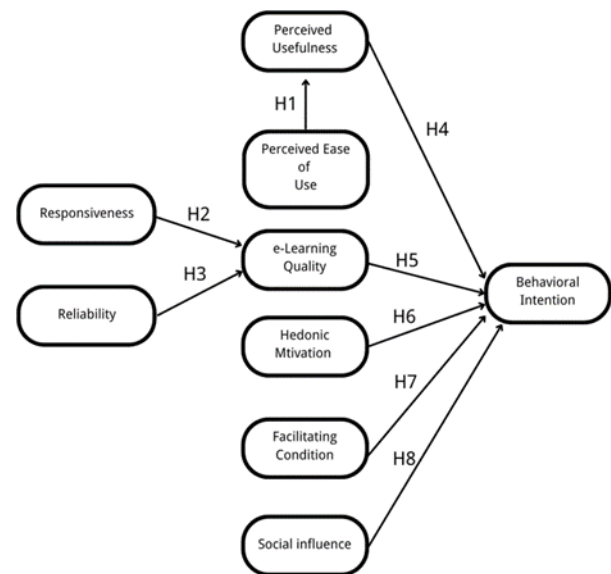 Perceived
Usefulness
H1
H4
Perceived Ease
of
Use
Responsiveness
H2
e-Learning
Quality
H5
H3
Behavioral
Intention
Reliability
H6
Hedonic
Mtivation
H7
Facilitating
Condition
H8
Social influence